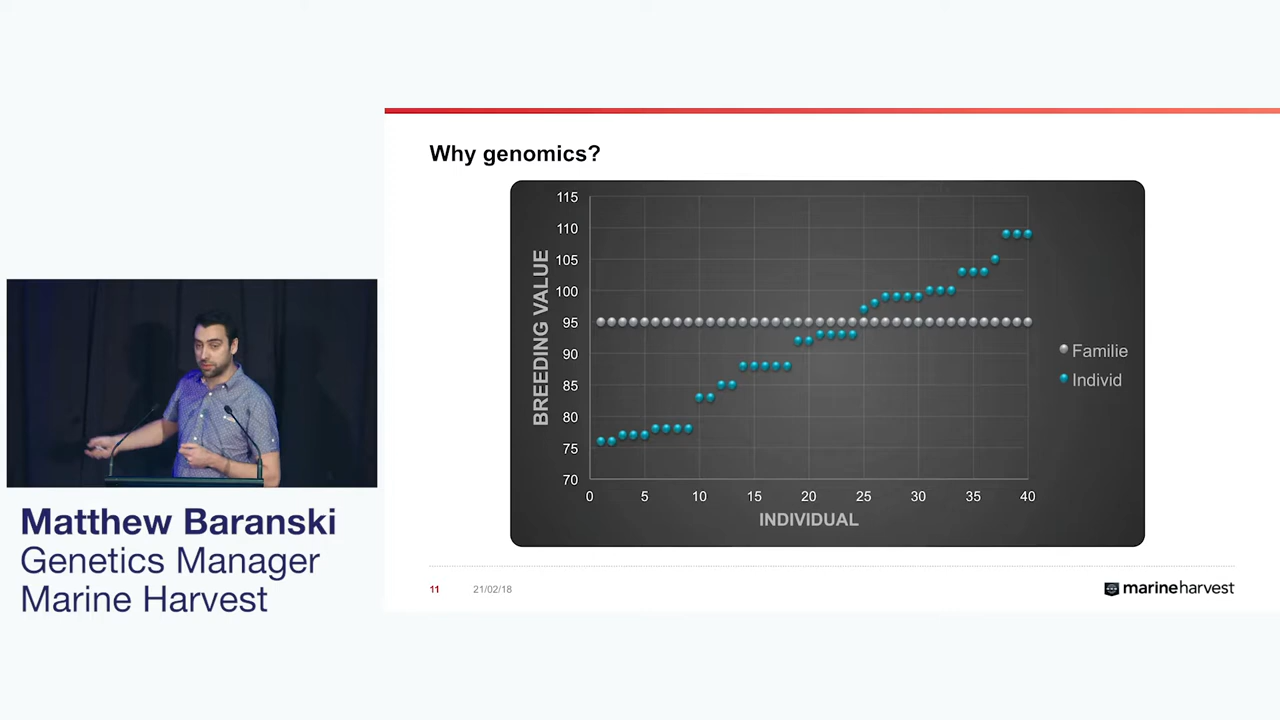 Why genomics?
115
110
105
100
95
90
85
80
75
70
BREEDING VALUE
0 5 10 15 20 25 30 35 40
INDIVIDUAL
Familie
Individ
Matthew Baranski
Genetics Manager
Marine Harvest
11 21/02/18
marineharvest